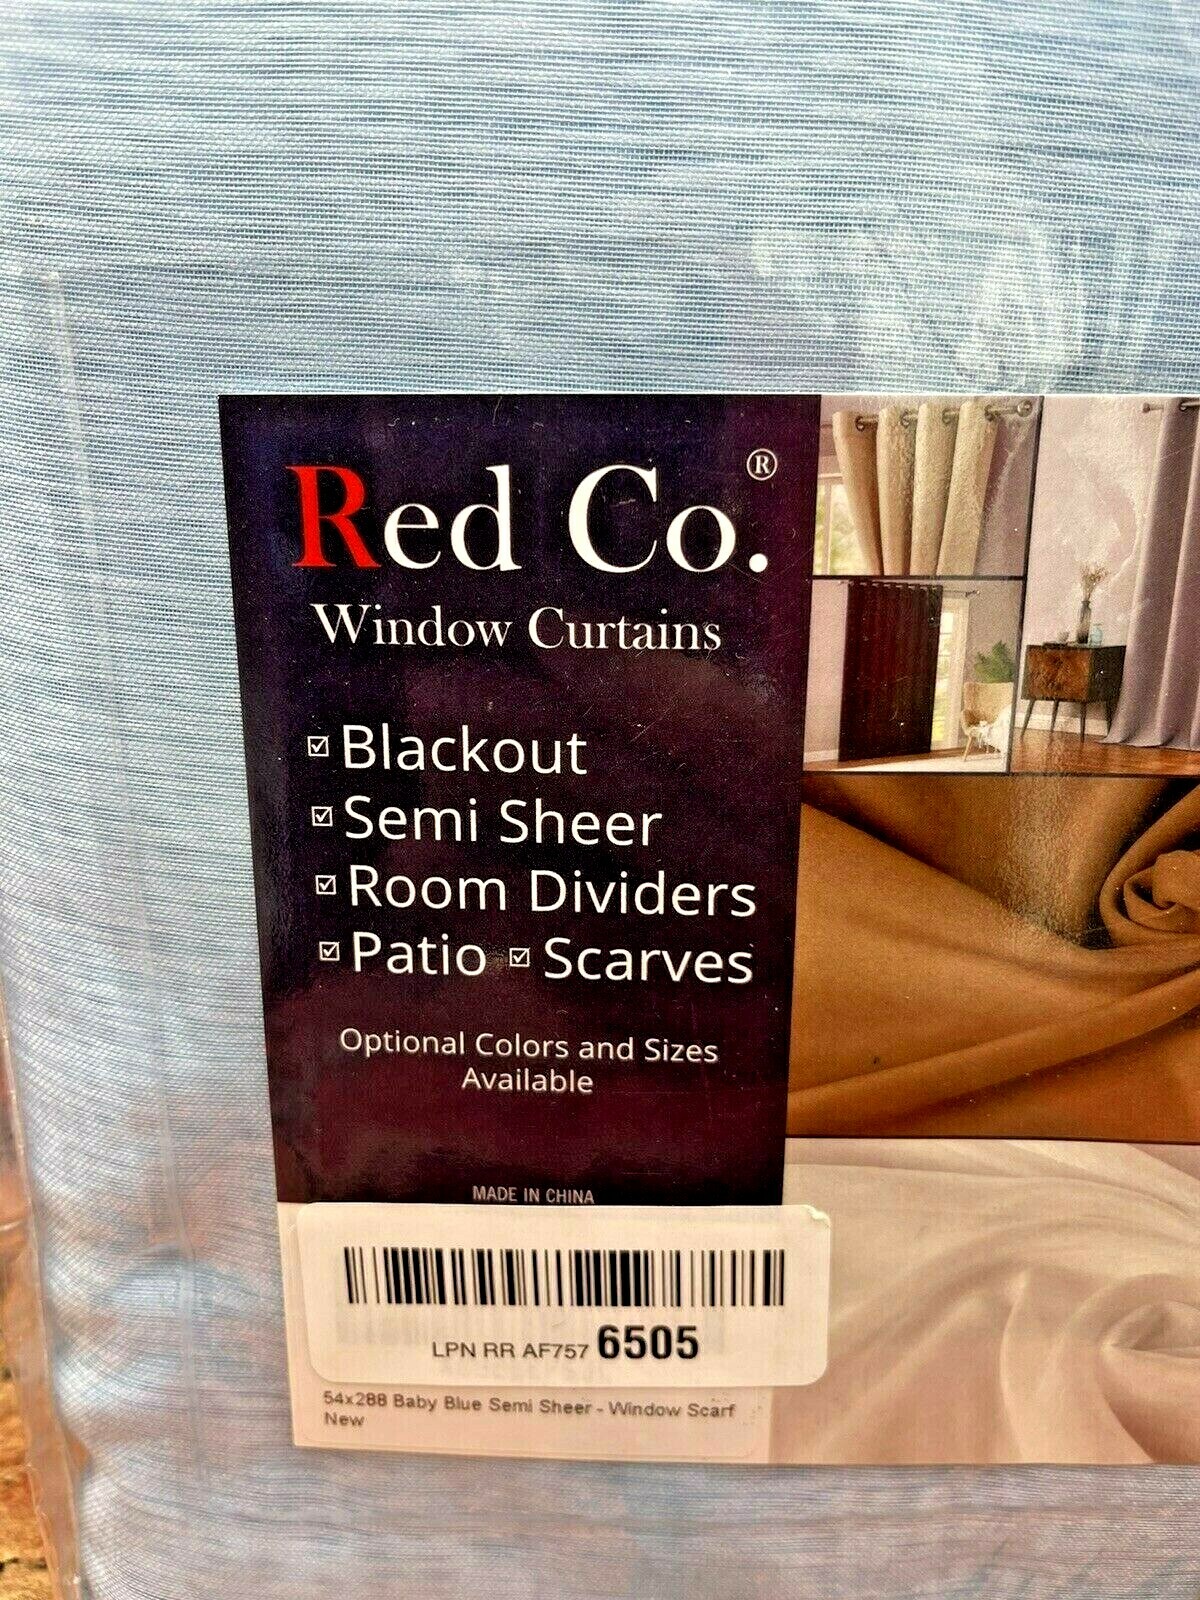 Red Co.®
Window Curtains
☑ Blackout
☑ Semi Sheer
☑ Room Dividers
☑ Patio ☑ Scarves
Optional Colors and Sizes
Available
MADE IN CHINA
LPN RR AF757 6505
54x288 Baby Blue Semi Sheer - Window Scarf
New